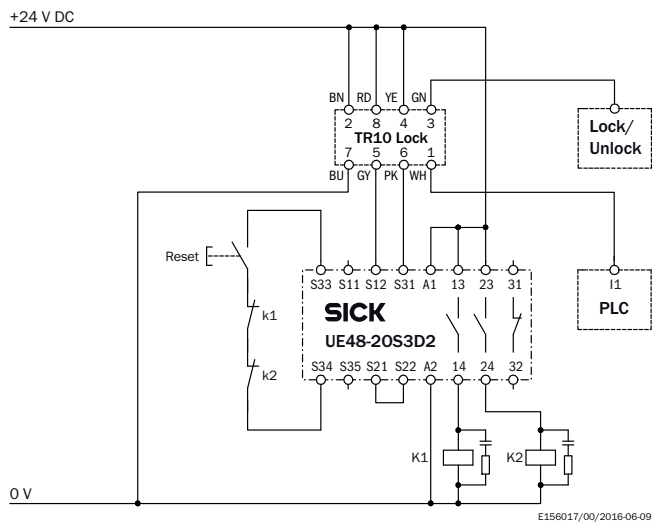 +24 V DC
BN RD YE GN
2 8 4 3
TR10 Lock
7 5 6 1
BU GY PK WH
Lock/
Unlock
Reset
k1
k2
S33 S11 S12 S31 A1 13 23 31
SICK
UE48-20S3D2
S34 S35 S21 S22 A2 14 24 32
I1
PLC
K1
K2
0 V
E156017/00/2016-06-09